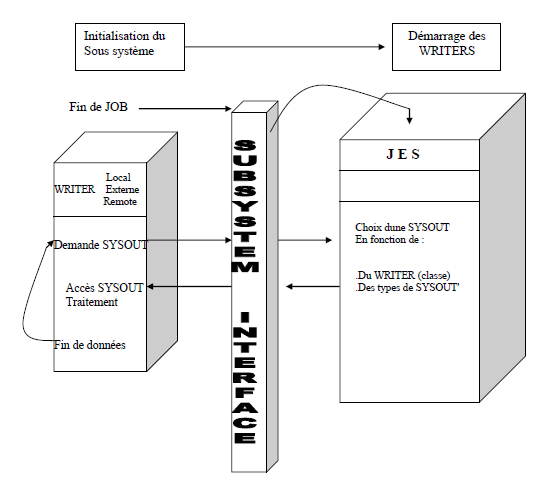 Initialisation du
Sous système
Démarrage des
WRITERS
Fin de JOB
SUBSYSTEM INTERFACE
J E S
Local
WRITER Externe
Remote
Demande SYSOUT
Accès SYSOUT
Traitement
Fin de données
Choix dune SYSOUT
En fonction de :
.Du WRITER (classe)
.Des types de SYSOUT'